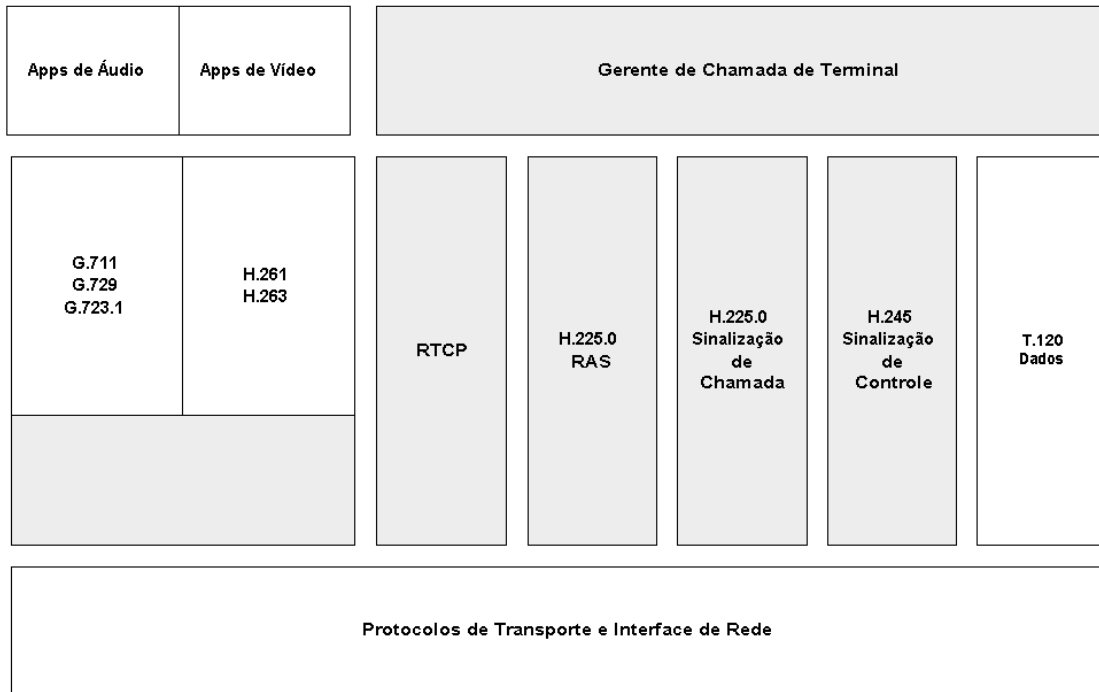 Apps de Áudio
Apps de Vídeo
Gerente de Chamada de Terminal
G.711
G.729
G.723.1
H.261
H.263
RTCP
H.225.0
RAS
H.225.0
Sinalização
de
Chamada
H.245
Sinalização
de
Controle
T.120
Dados
Protocolos de Transporte e Interface de Rede